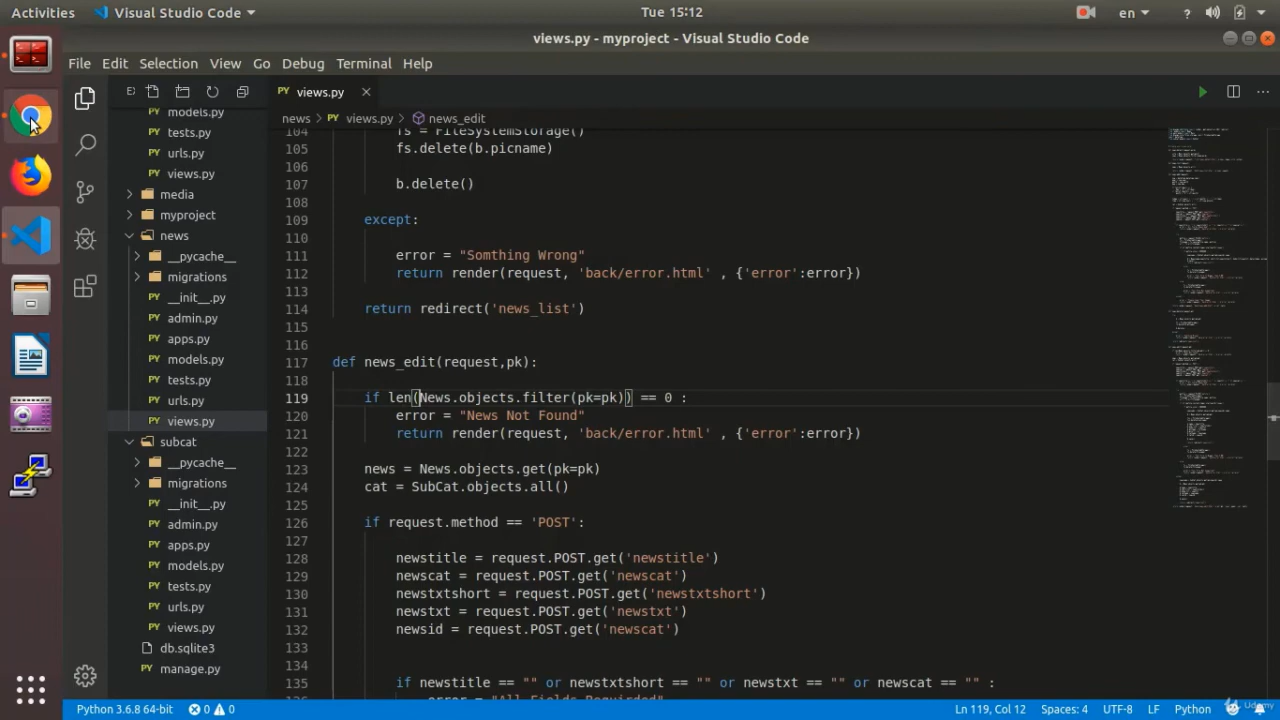 Activities
Visual Studio Code
Tue 15:12
en
?
views.py - myproject - Visual Studio Code
File Edit Selection View Go Debug Terminal Help
views.py
news > views.py > news_edit
models.py
tests.py
urls.py
views.py
media
myproject
news
__pycache__
migrations
__init__.py
admin.py
apps.py
models.py
tests.py
urls.py
views.py
subcat
__pycache__
migrations
__init__.py
admin.py
apps.py
models.py
tests.py
urls.py
views.py
db.sqlite3
manage.py
104 fs = FileSystemStorage()
105 fs.delete(b.picname)
106
107 b.delete()
108
109 except:
110
111 error = "Somthing Wrong"
112 return render(request, 'back/error.html' , {'error':error})
113
114 return redirect('news_list')
115
116
117 def news_edit(request,pk):
118
119 if len(News.objects.filter(pk=pk)) == 0 :
120 error = "News Not Found"
121 return render(request, 'back/error.html' , {'error':error})
122
123 news = News.objects.get(pk=pk)
124 cat = SubCat.objects.all()
125
126 if request.method == 'POST':
127
128 newstitle = request.POST.get('newstitle')
129 newscat = request.POST.get('newscat')
130 newstxtshort = request.POST.get('newstxtshort')
131 newstxt = request.POST.get('newstxt')
132 newsid = request.POST.get('newscat')
133
134
135 if newstitle == "" or newstxtshort == "" or newstxt == "" or newscat == "" :
136 error = "All Fields Requirded"
Python 3.6.8 64-bit 0 0 Ln 119, Col 12 Spaces: 4 UTF-8 LF Python
Udemy